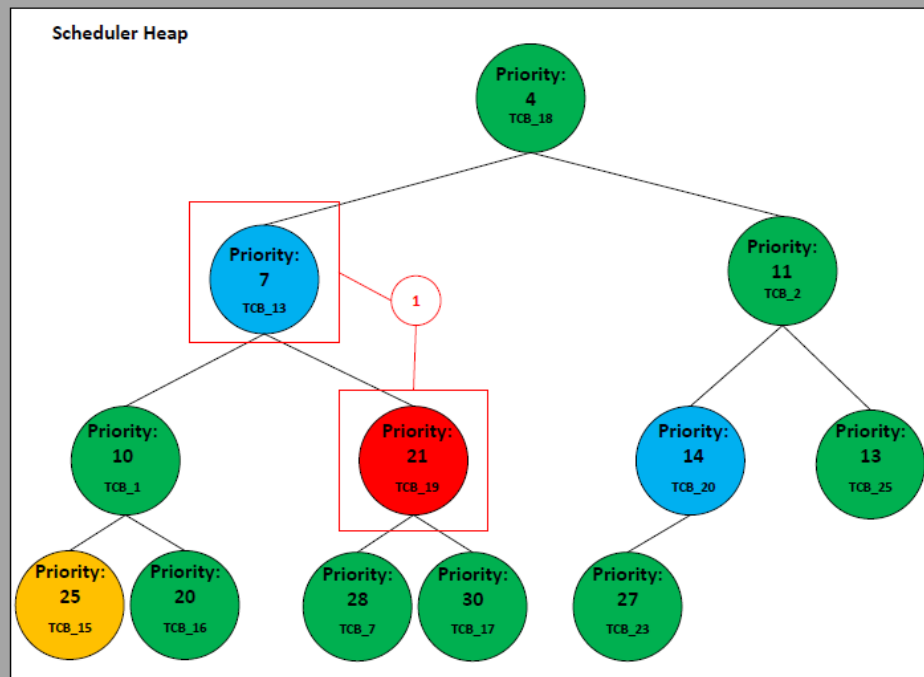 Scheduler Heap
Priority:
4
TCB_18
Priority:
7
TCB_13
1
Priority:
11
TCB_2
Priority:
10
TCB_1
Priority:
21
TCB_19
Priority:
14
TCB_20
Priority:
13
TCB_25
Priority:
25
TCB_15
Priority:
20
TCB_16
Priority:
28
TCB_7
Priority:
30
TCB_17
Priority:
27
TCB_23